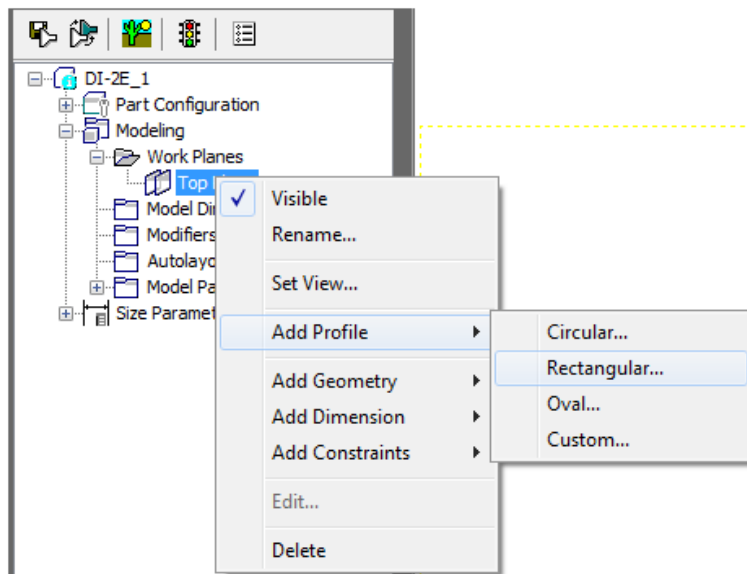 DI-2E_1
Part Configuration
Modeling
Work Planes
Top
Model Di
Modifiers
Autolayo
Model Pa
Size Paramet
Visible
Rename...
Set View...
Add Profile
Add Geometry
Add Dimension
Add Constraints
Edit...
Delete
Circular...
Rectangular...
Oval...
Custom...